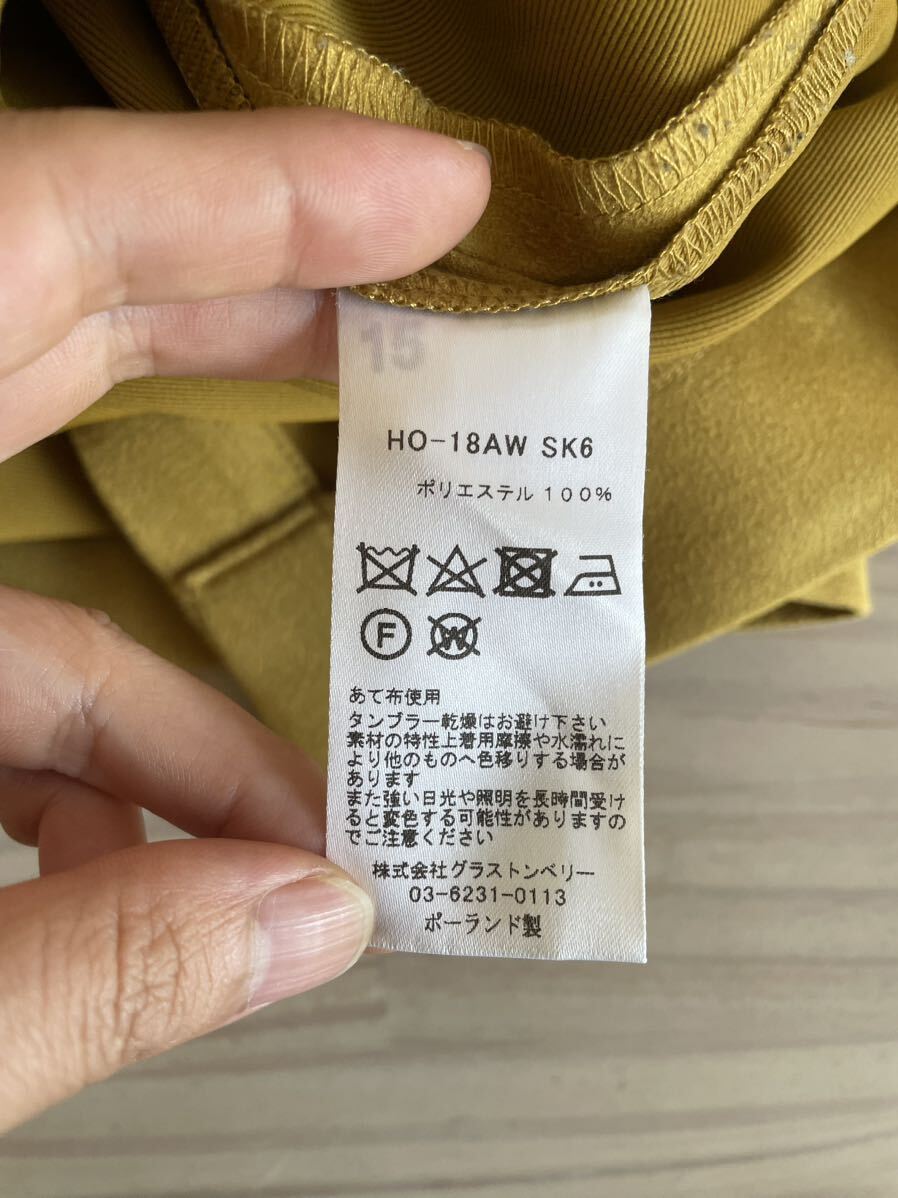 15
HO-18AW SK6
ポリエステル 100%
F W
あて布使用
タンブラー乾燥はお避け下さい
素材の特性上着用摩擦や水濡れに
より他のものへ色移りする場合が
あります
また強い日光や照明を長時間受け
ると変色する可能性がありますの
でご注意ください
株式会社グラストンベリー
03-6231-0113
ポーランド製